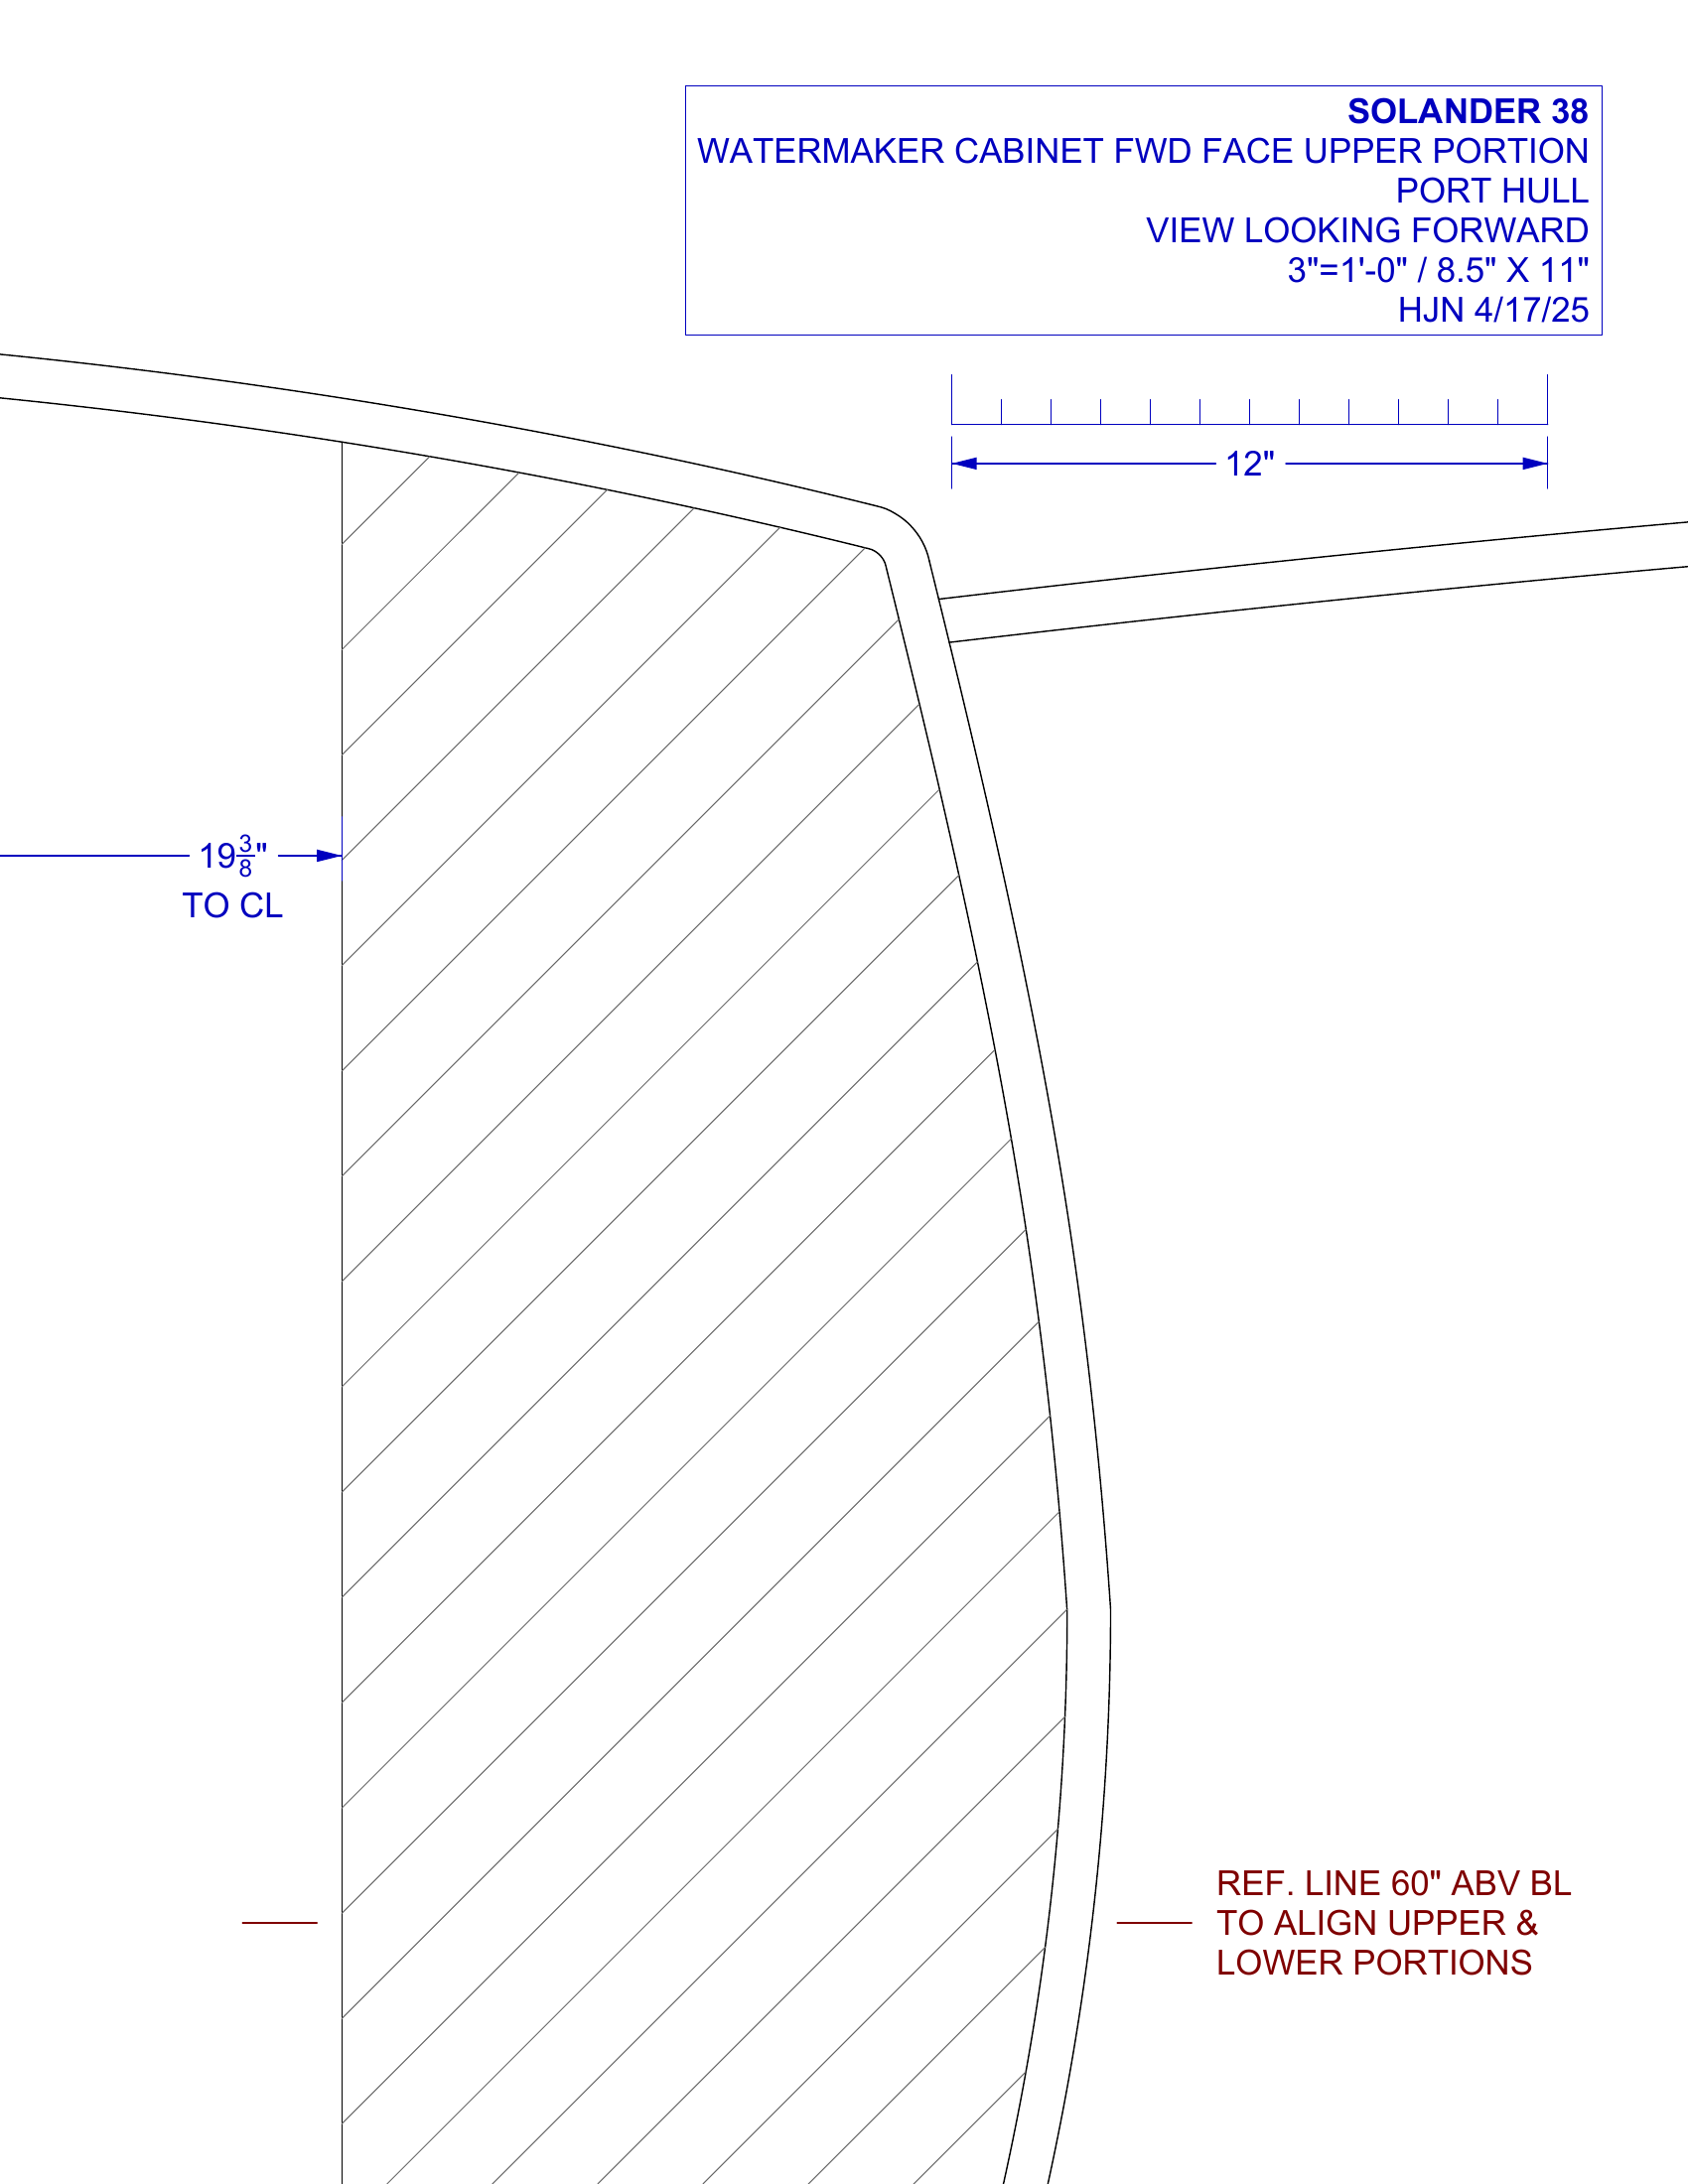 SOLANDER 38
WATERMAKER CABINET FWD FACE UPPER PORTION
PORT HULL
VIEW LOOKING FORWARD
3"=1'-0" / 8.5" X 11"
HJN 4/17/25
12"
19 3/8"
TO CL
REF. LINE 60" ABV BL
TO ALIGN UPPER &
LOWER PORTIONS